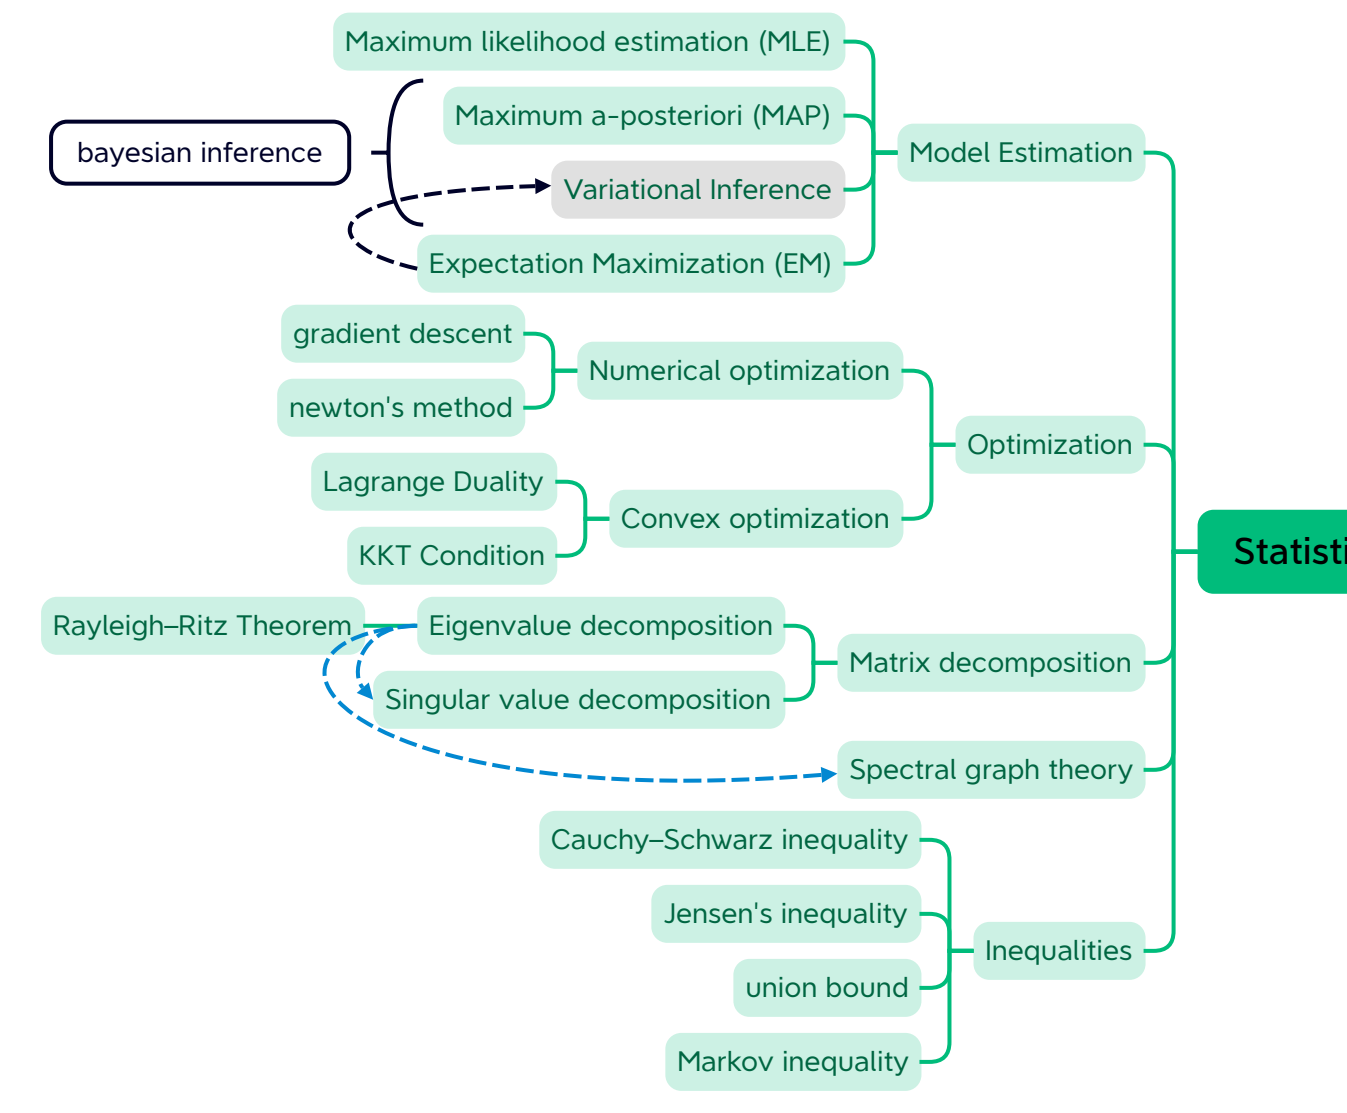 Maximum likelihood estimation (MLE)
Maximum a-posteriori (MAP)
bayesian inference
Model Estimation
Variational Inference
Expectation Maximization (EM)
gradient descent
Numerical optimization
newton's method
Optimization
Lagrange Duality
Convex optimization
KKT Condition
Statisti
Rayleigh–Ritz Theorem
Eigenvalue decomposition
Matrix decomposition
Singular value decomposition
Spectral graph theory
Cauchy–Schwarz inequality
Jensen's inequality
Inequalities
union bound
Markov inequality